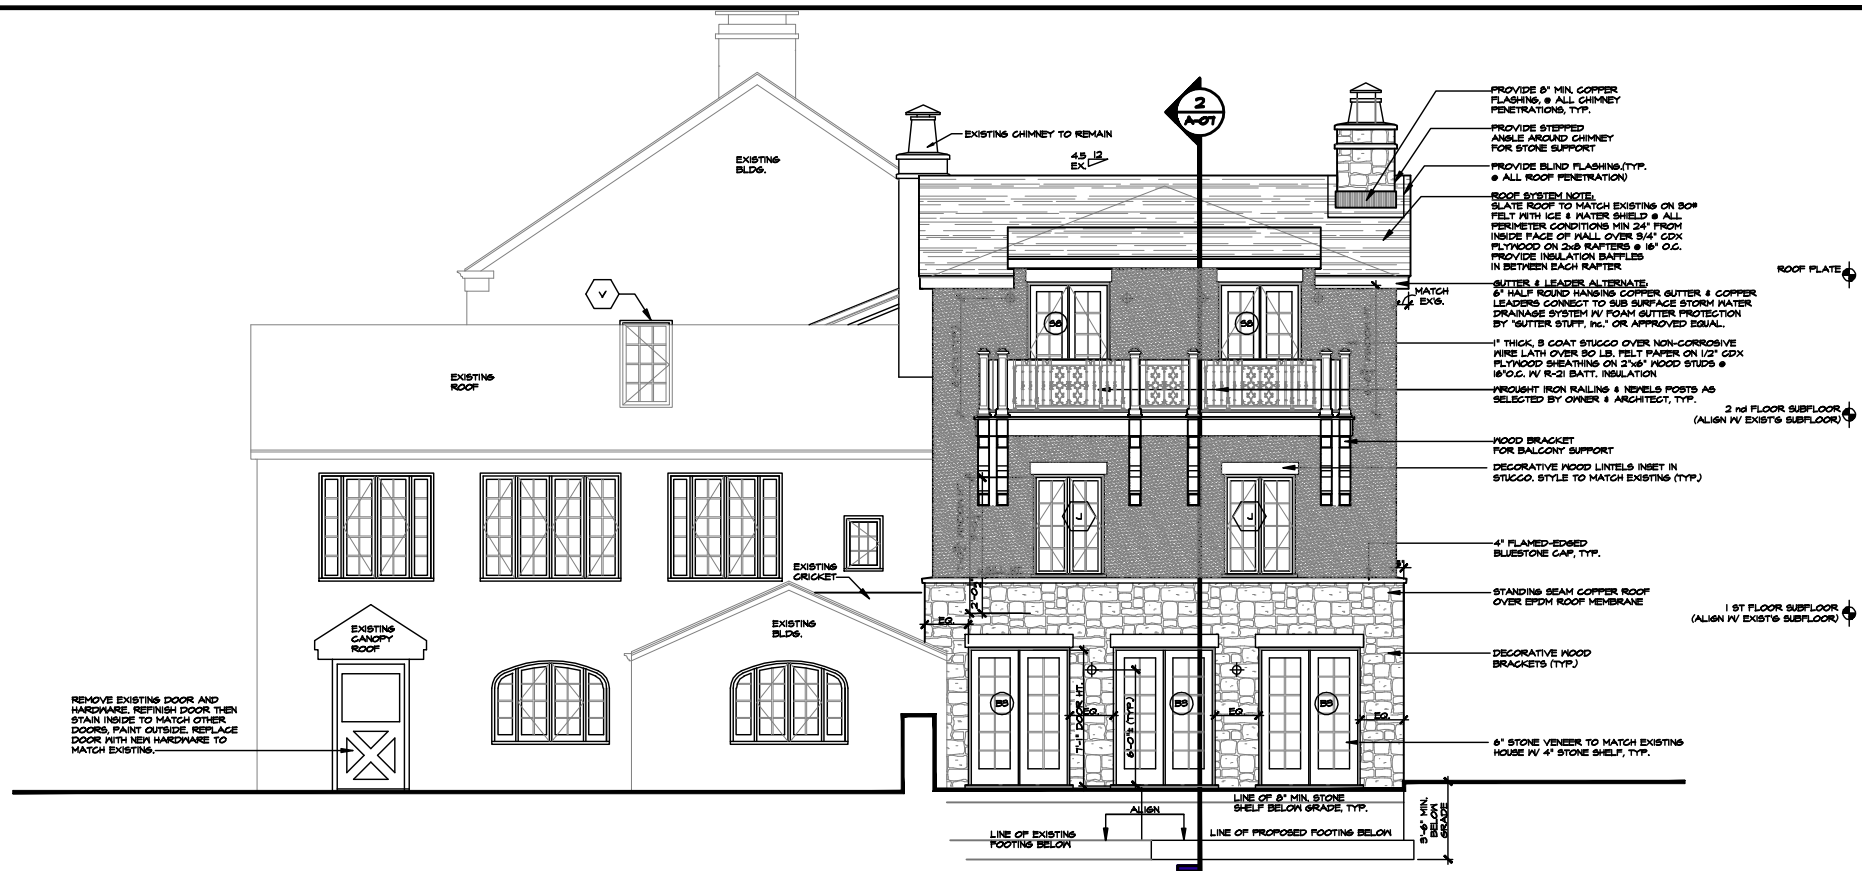 EXISTING
BLDG.
EXISTING CHIMNEY TO REMAIN
4.5 12
EX.
2
A-07
V
EXISTING
ROOF
MATCH
EX'G.
PROVIDE 8" MIN. COPPER
FLASHING, @ ALL CHIMNEY
PENETRATIONS, TYP.
PROVIDE STEPPED
ANGLE AROUND CHIMNEY
FOR STONE SUPPORT
PROVIDE BLIND FLASHING.(TYP.
@ ALL ROOF PENETRATION)
ROOF SYSTEM NOTE:
SLATE ROOF TO MATCH EXISTING ON 30#
FELT WITH ICE & WATER SHIELD @ ALL
PERIMETER CONDITIONS MIN 24" FROM
INSIDE FACE OF WALL OVER 3/4" CDX
PLYWOOD ON 2x8 RAFTERS @ 16" O.C.
PROVIDE INSULATION BAFFLES
IN BETWEEN EACH RAFTER
GUTTER & LEADER ALTERNATE:
6" HALF ROUND HANGING COPPER GUTTER & COPPER
LEADERS CONNECT TO SUB SURFACE STORM WATER
DRAINAGE SYSTEM W/ FOAM GUTTER PROTECTION
BY "GUTTER STUFF, Inc." OR APPROVED EQUAL.
1" THICK, 3 COAT STUCCO OVER NON-CORROSIVE
WIRE LATH OVER 30 LB. FELT PAPER ON 1/2" CDX
PLYWOOD SHEATHING ON 2"x6" WOOD STUDS @
16"O.C. W/ R-21 BATT. INSULATION
WROUGHT IRON RAILING & NEWELS POSTS AS
SELECTED BY OWNER & ARCHITECT, TYP.
WOOD BRACKET
FOR BALCONY SUPPORT
DECORATIVE WOOD LINTELS INSET IN
STUCCO. STYLE TO MATCH EXISTING (TYP.)
4" FLAMED-EDGED
BLUESTONE CAP, TYP.
STANDING SEAM COPPER ROOF
OVER EPDM ROOF MEMBRANE
DECORATIVE WOOD
BRACKETS (TYP.)
6" STONE VENEER TO MATCH EXISTING
HOUSE W/ 4" STONE SHELF, TYP.
ROOF PLATE
2 nd FLOOR SUBFLOOR
(ALIGN W/ EXIST'G SUBFLOOR)
1 ST FLOOR SUBFLOOR
(ALIGN W/ EXIST'G SUBFLOOR)
L
L
EXISTING
CRICKET
EXISTING
BLDG.
EXISTING
CANOPY
ROOF
REMOVE EXISTING DOOR AND
HARDWARE. REFINISH DOOR THEN
STAIN INSIDE TO MATCH OTHER
DOORS, PAINT OUTSIDE. REPLACE
DOOR WITH NEW HARDWARE TO
MATCH EXISTING.
EQ.
EQ.
EQ.
EQ.
7'-1" DOOR HT.
6'-0"± (TYP.)
ALIGN
LINE OF 8" MIN. STONE
SHELF BELOW GRADE, TYP.
LINE OF EXISTING
FOOTING BELOW
LINE OF PROPOSED FOOTING BELOW
3'-6" MIN.
BELOW
GRADE